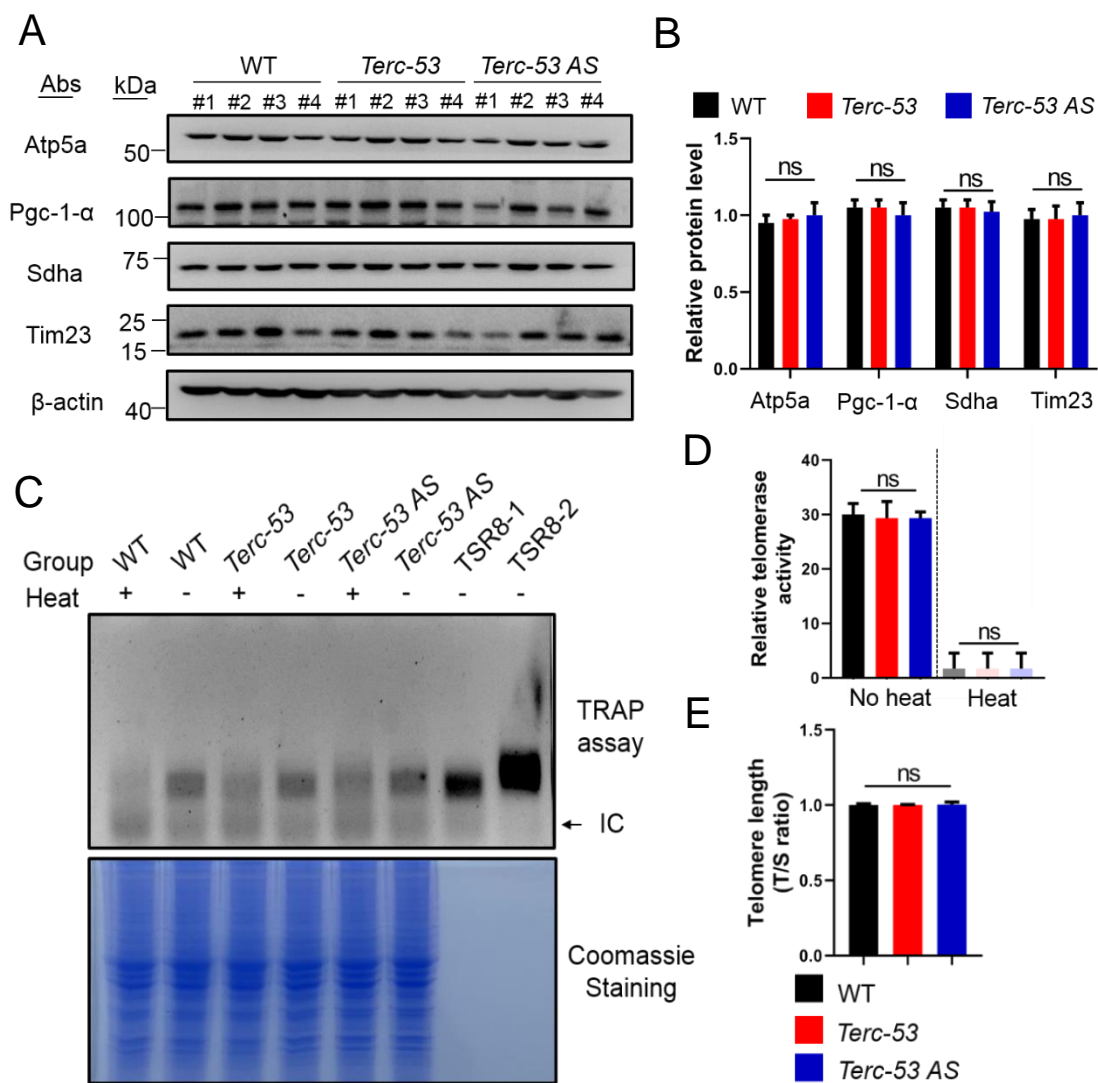 A
Abs kDa WT Terc-53 Terc-53 AS
#1 #2 #3 #4 #1 #2 #3 #4 #1 #2 #3 #4
Atp5a 50
Pgc-1-α 100
Sdha 75
Tim23 25
15
β-actin 40
B
WT Terc-53 Terc-53 AS
Relative protein level
1.5
1.0
0.5
0.0
ns ns ns ns
Atp5a Pgc-1-α Sdha Tim23
C
Group WT WT Terc-53 Terc-53 Terc-53 AS Terc-53 AS TSR8-1 TSR8-2
Heat + - + - + - - -
TRAP
assay
← IC
Coomassie
Staining
D
Relative telomerase
activity
40
30
20
10
0
ns ns
No heat Heat
E
Telomere length
(T/S ratio)
1.5
1.0
0.5
0.0
ns
WT
Terc-53
Terc-53 AS